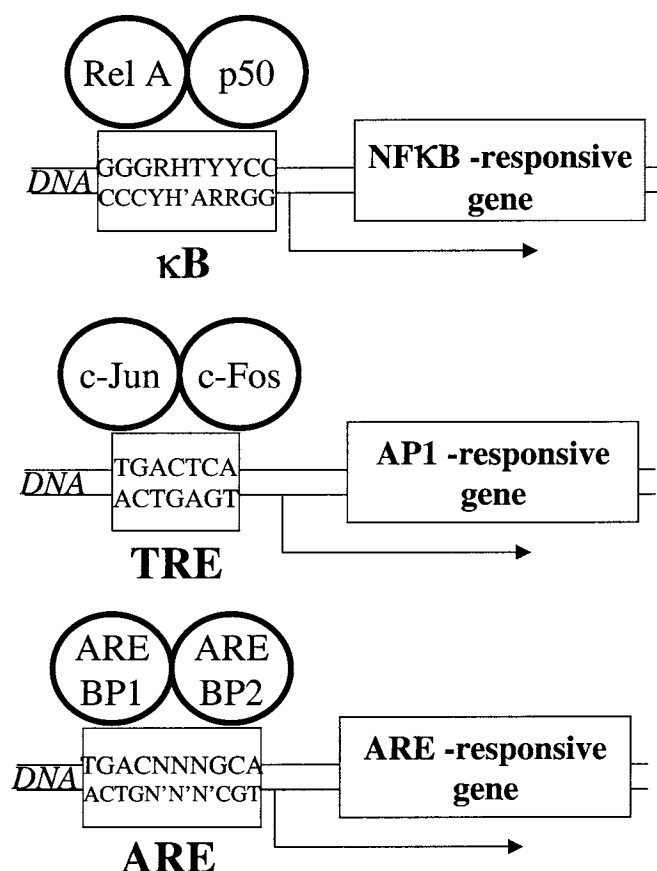 Rel A p50
GGGRHTYYCC
DNA
CCCYH'ARRGG
κB
NFκB -responsive
gene
c-Jun c-Fos
TGACTCA
DNA
ACTGAGT
TRE
AP1 -responsive
gene
ARE ARE
BP1 BP2
TGACNNNGCA
DNA
ACTGN'N'N'CGT
ARE
ARE -responsive
gene